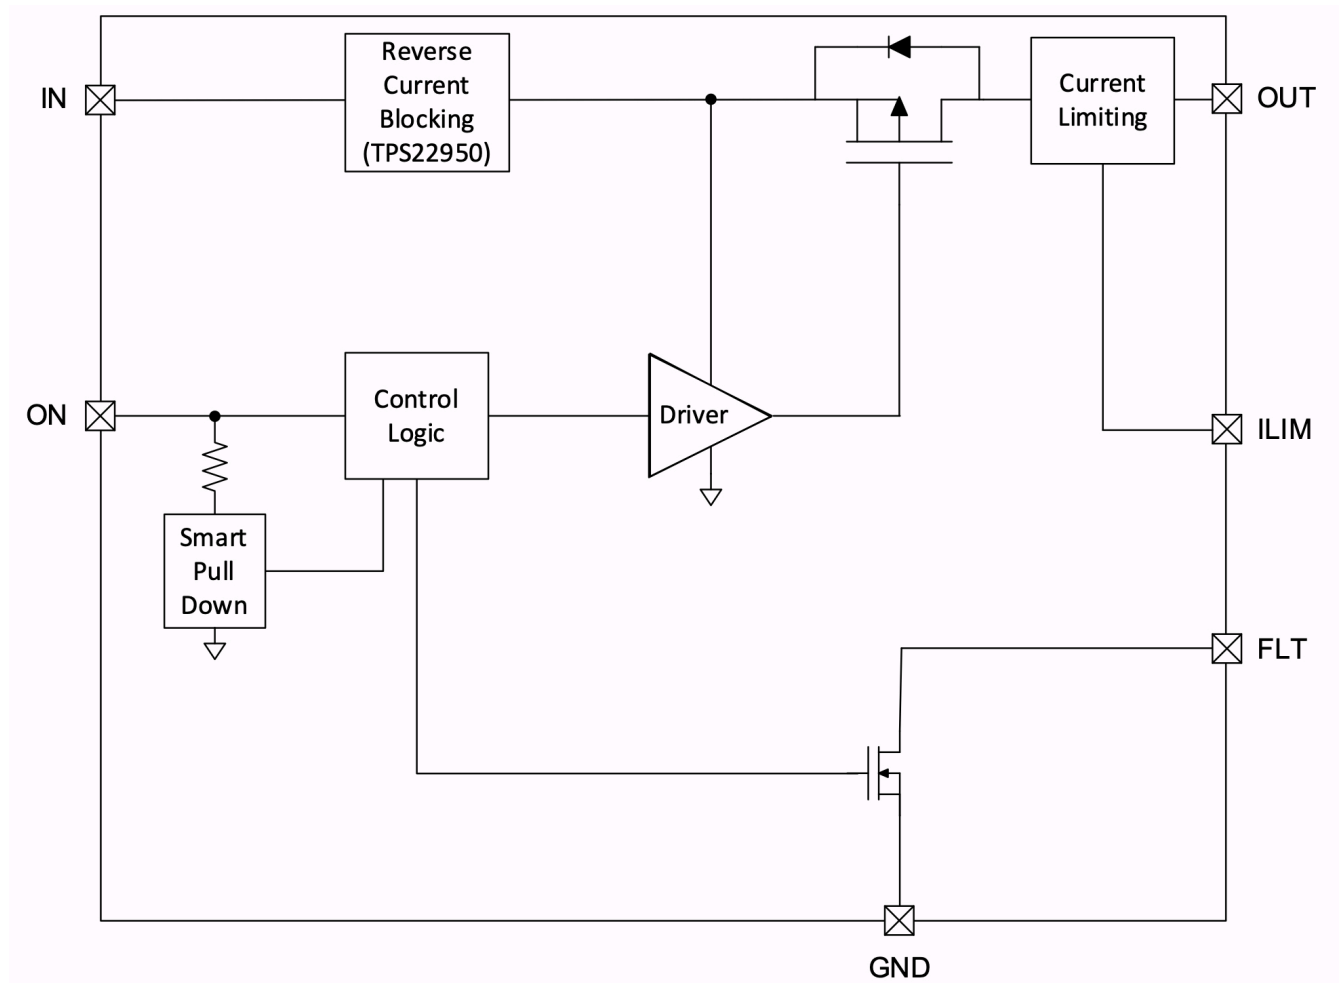 Reverse
Current
Blocking
(TPS22950)
IN
Current
Limiting
OUT
ON
Control
Logic
Driver
ILIM
Smart
Pull
Down
FLT
GND